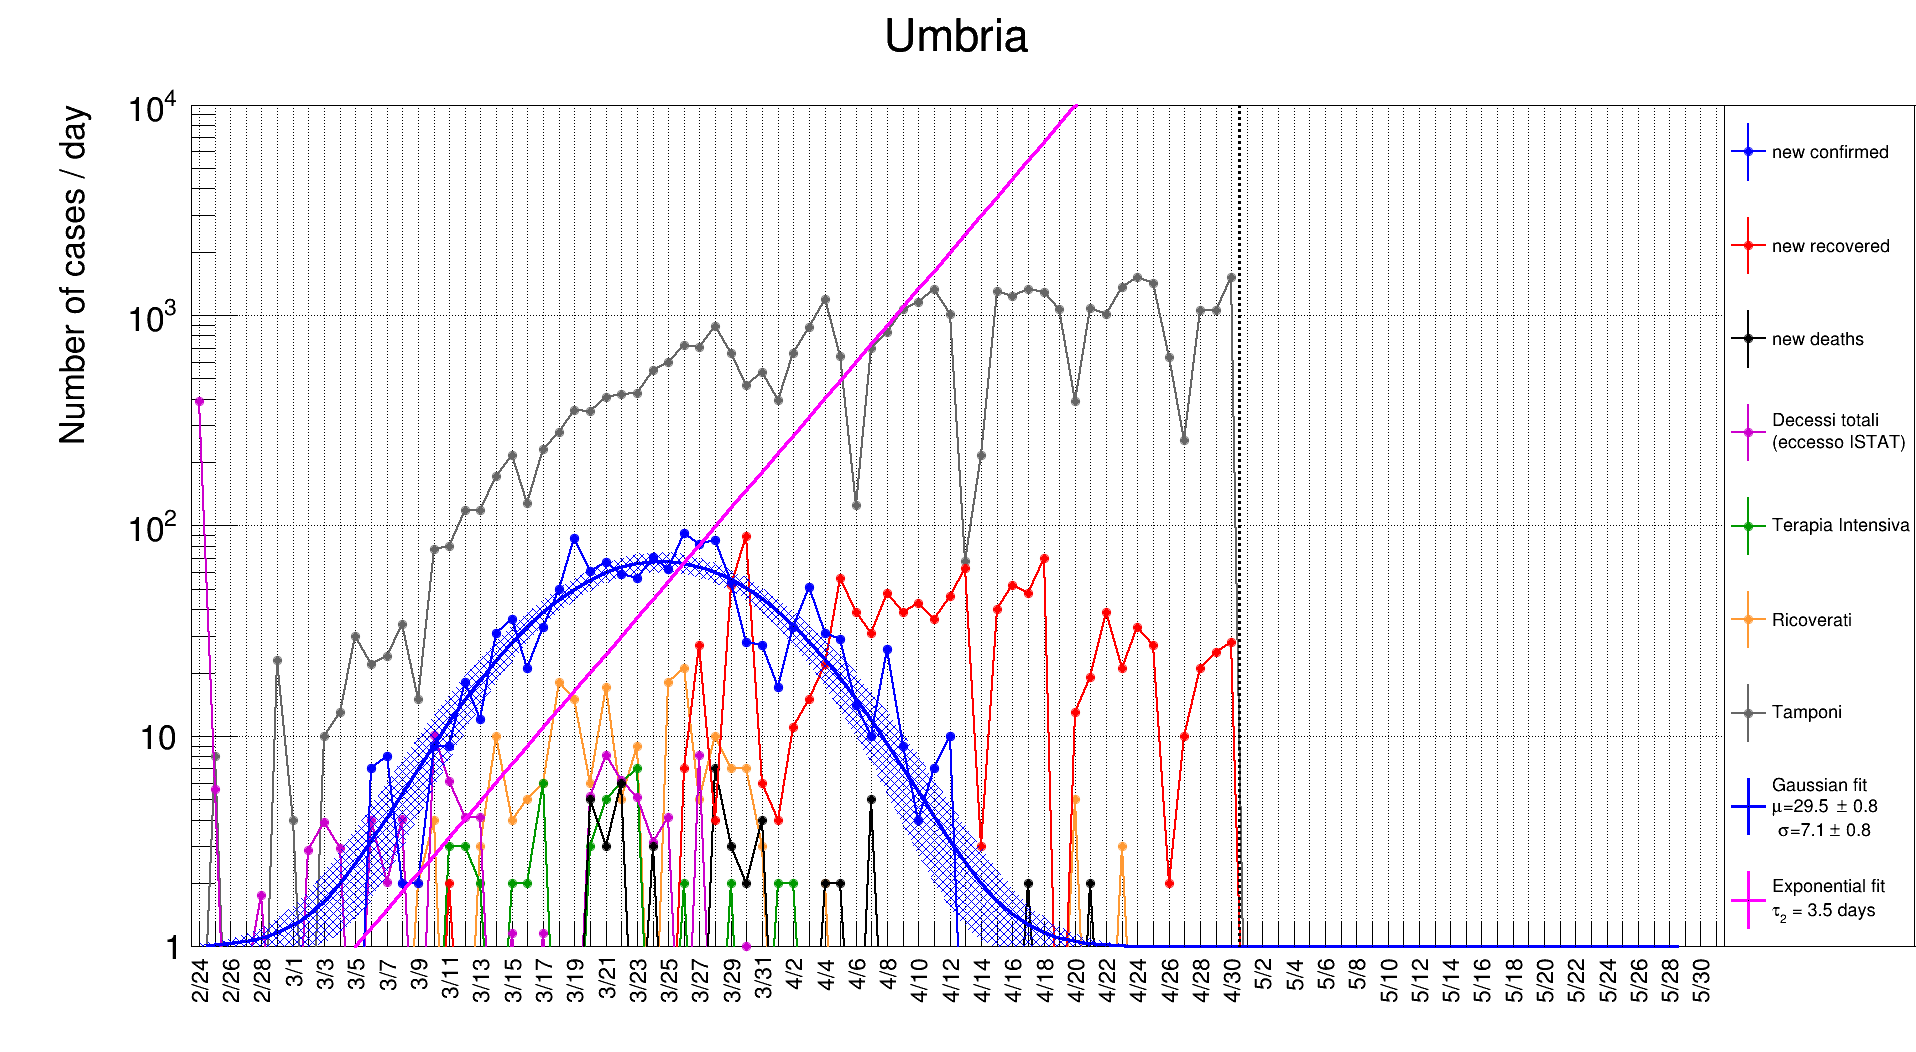 Umbria
Number of cases / day
10^4
10^3
10^2
10
1
2/24 2/26 2/28 3/1 3/3 3/5 3/7 3/9 3/11 3/13 3/15 3/17 3/19 3/21 3/23 3/25 3/27 3/29 3/31 4/2 4/4 4/6 4/8 4/10 4/12 4/14 4/16 4/18 4/20 4/22 4/24 4/26 4/28 4/30 5/2 5/4 5/6 5/8 5/10 5/12 5/14 5/16 5/18 5/20 5/22 5/24 5/26 5/28 5/30
new confirmed
new recovered
new deaths
Decessi totali
(eccesso ISTAT)
Terapia Intensiva
Ricoverati
Tamponi
Gaussian fit
μ=29.5 ± 0.8
σ=7.1 ± 0.8
Exponential fit
τ_2 = 3.5 days